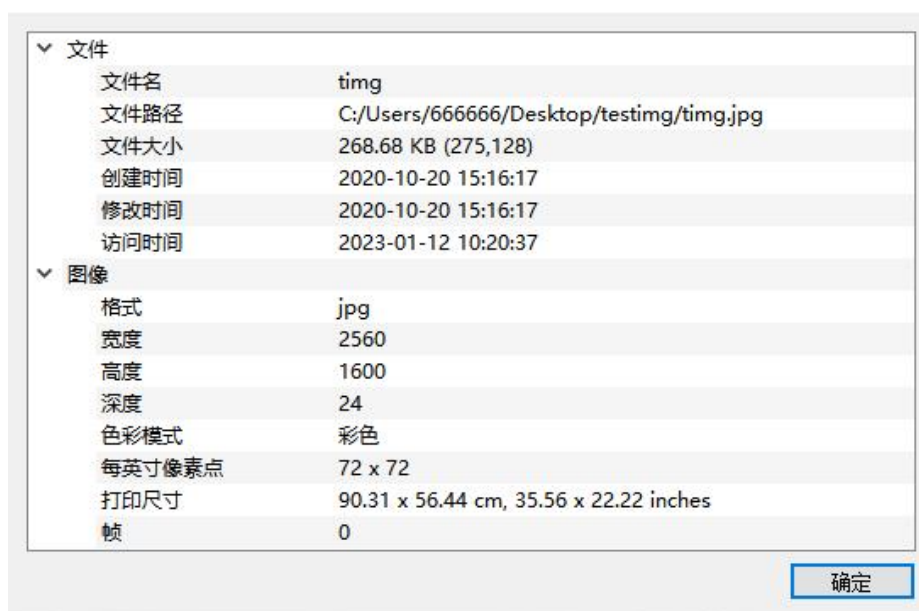 文件
文件名 timg
文件路径 C:/Users/666666/Desktop/testimg/timg.jpg
文件大小 268.68 KB (275,128)
创建时间 2020-10-20 15:16:17
修改时间 2020-10-20 15:16:17
访问时间 2023-01-12 10:20:37
图像
格式 jpg
宽度 2560
高度 1600
深度 24
色彩模式 彩色
每英寸像素点 72 x 72
打印尺寸 90.31 x 56.44 cm, 35.56 x 22.22 inches
帧 0
确定